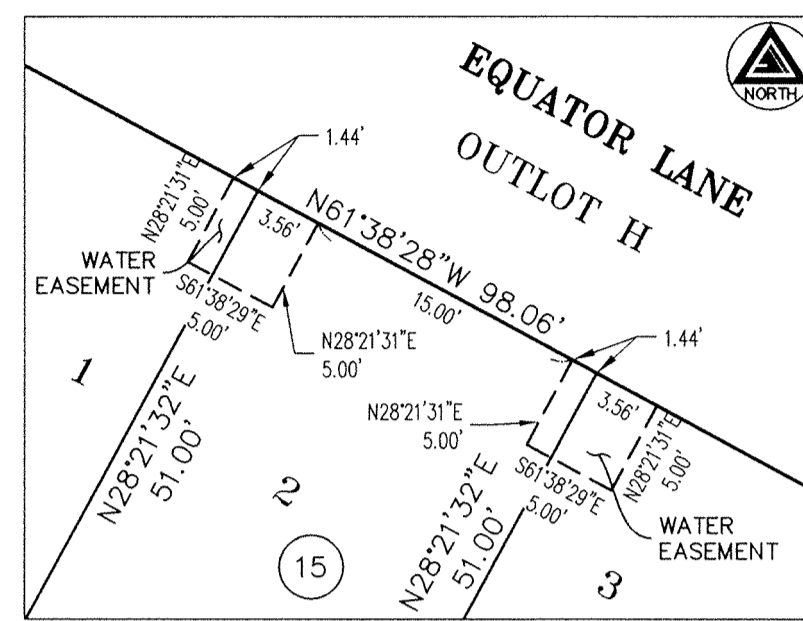 EQUATOR LANE
OUTLOT H
NORTH
1.44'
N28°21'31"E
5.00'
3.56'
N61°38'28"W 98.06'
15.00'
WATER
EASEMENT
S61°38'29"E
5.00'
N28°21'31"E
5.00'
1.44'
1
N28°21'32"E
51.00'
N28°21'31"E
5.00'
3.56'
N28°21'31"E
5.00'
S61°38'29"E
5.00'
2
N28°21'32"E
51.00'
WATER
EASEMENT
15
3